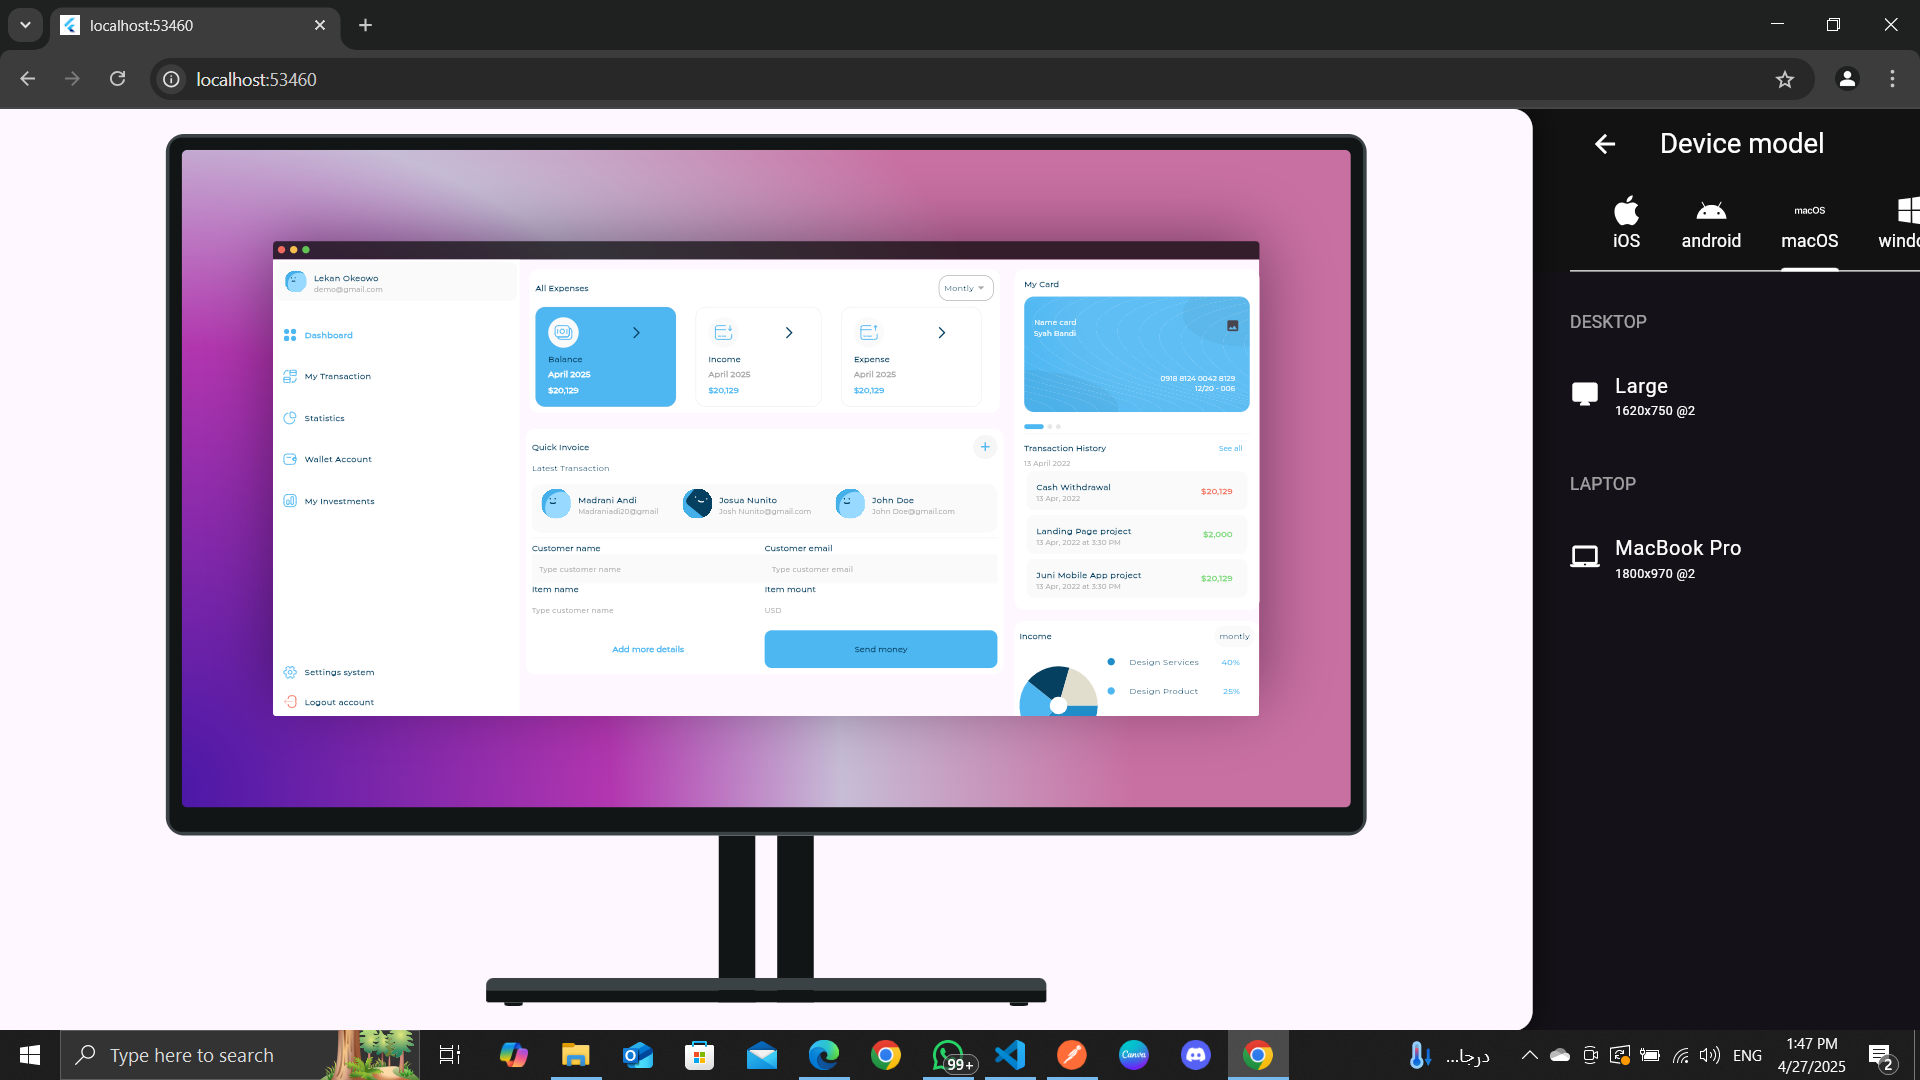 localhost:53460
localhost:53460
Device model
iOS
android
macOS
macOS
windo
DESKTOP
Large
1620x750 @2
LAPTOP
MacBook Pro
1800x970 @2
Lekan Okeowo
demo@gmail.com
Dashboard
My Transaction
Statistics
Wallet Account
My Investments
Settings system
Logout account
All Expenses
Montly
Balance
April 2025
$20,129
Income
April 2025
$20,129
Expense
April 2025
$20,129
Quick Invoice
Latest Transaction
Madrani Andi
Madraniadi20@gmail
Josua Nunito
Josh Nunito@gmail.com
John Doe
John Doe@gmail.com
Customer name
Customer email
Type customer name
Type customer email
Item name
Item mount
Type customer name
USD
Add more details
Send money
My Card
Name card
Syah Bandi
0918 8124 0042 8129
12/20 - 006
Transaction History
See all
13 April 2022
Cash Withdrawal
13 Apr, 2022
$20,129
Landing Page project
13 Apr, 2022 at 3:30 PM
$2,000
Juni Mobile App project
13 Apr, 2022 at 3:30 PM
$20,129
Income
montly
Design Services
40%
Design Product
25%
Type here to search
Canva
99+
درجا...
ENG
1:47 PM
4/27/2025
2